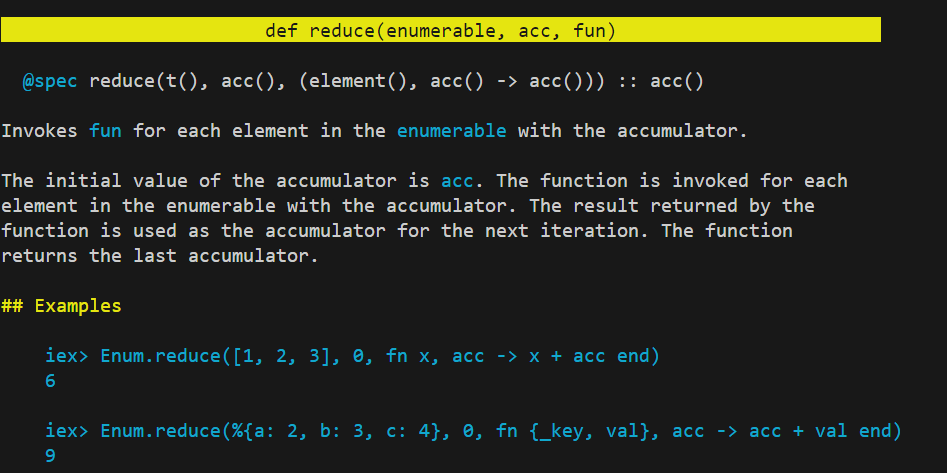 def reduce(enumerable, acc, fun)
@spec reduce(t(), acc(), (element(), acc() -> acc())) :: acc()
Invokes fun for each element in the enumerable with the accumulator.
The initial value of the accumulator is acc. The function is invoked for each
element in the enumerable with the accumulator. The result returned by the
function is used as the accumulator for the next iteration. The function
returns the last accumulator.
## Examples
iex> Enum.reduce([1, 2, 3], 0, fn x, acc -> x + acc end)
6
iex> Enum.reduce(%{a: 2, b: 3, c: 4}, 0, fn {_key, val}, acc -> acc + val end)
9